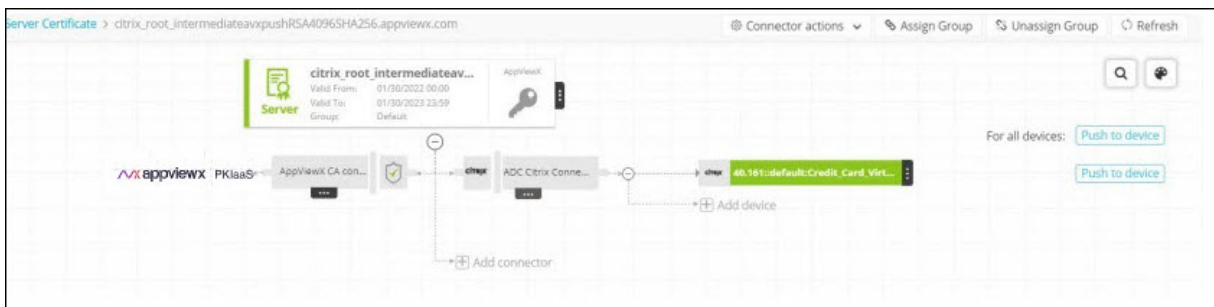 Server Certificate > citrix_root_intermediateavxpushRSA4096SHA256.appviewx.com
Connector actions Assign Group Unassign Group Refresh
citrix_root_intermediateav...
AppViewX
Valid From: 01/30/2022 00:00
Valid To: 01/30/2023 23:59
Group: Default
Server
For all devices: Push to device
appviewx PKIaaS
AppViewX CA con...
citrix
ADC Citrix Conne...
citrix
40.161::default:Credit_Card_Virt...
Push to device
Add device
Add connector